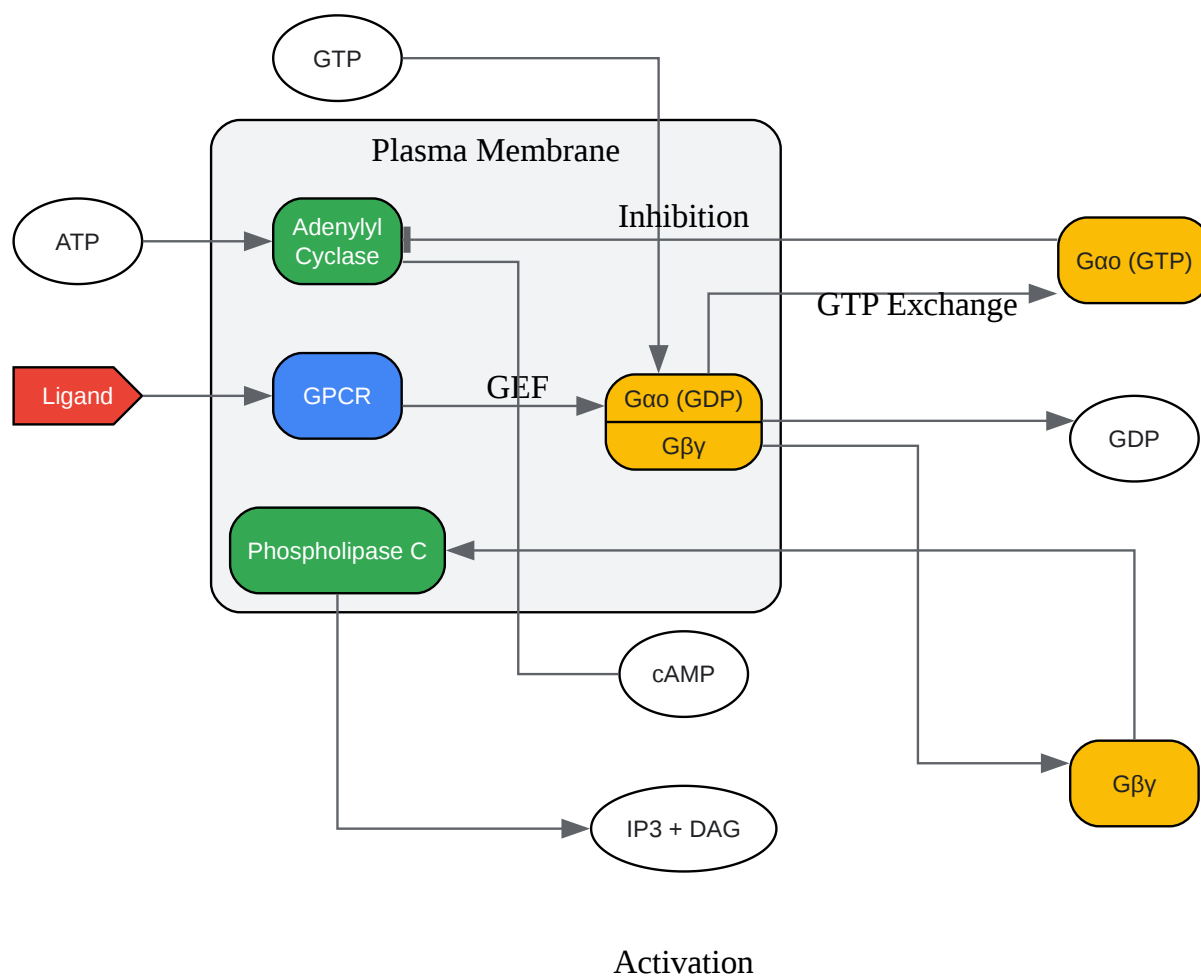 GTP
Plasma Membrane
ATP
Adenylyl
Cyclase
Inhibition
Gαo (GTP)
GTP Exchange
Ligand
GPCR
GEF
Gαo (GDP)
Gβγ
GDP
Phospholipase C
cAMP
Gβγ
IP3 + DAG
Activation